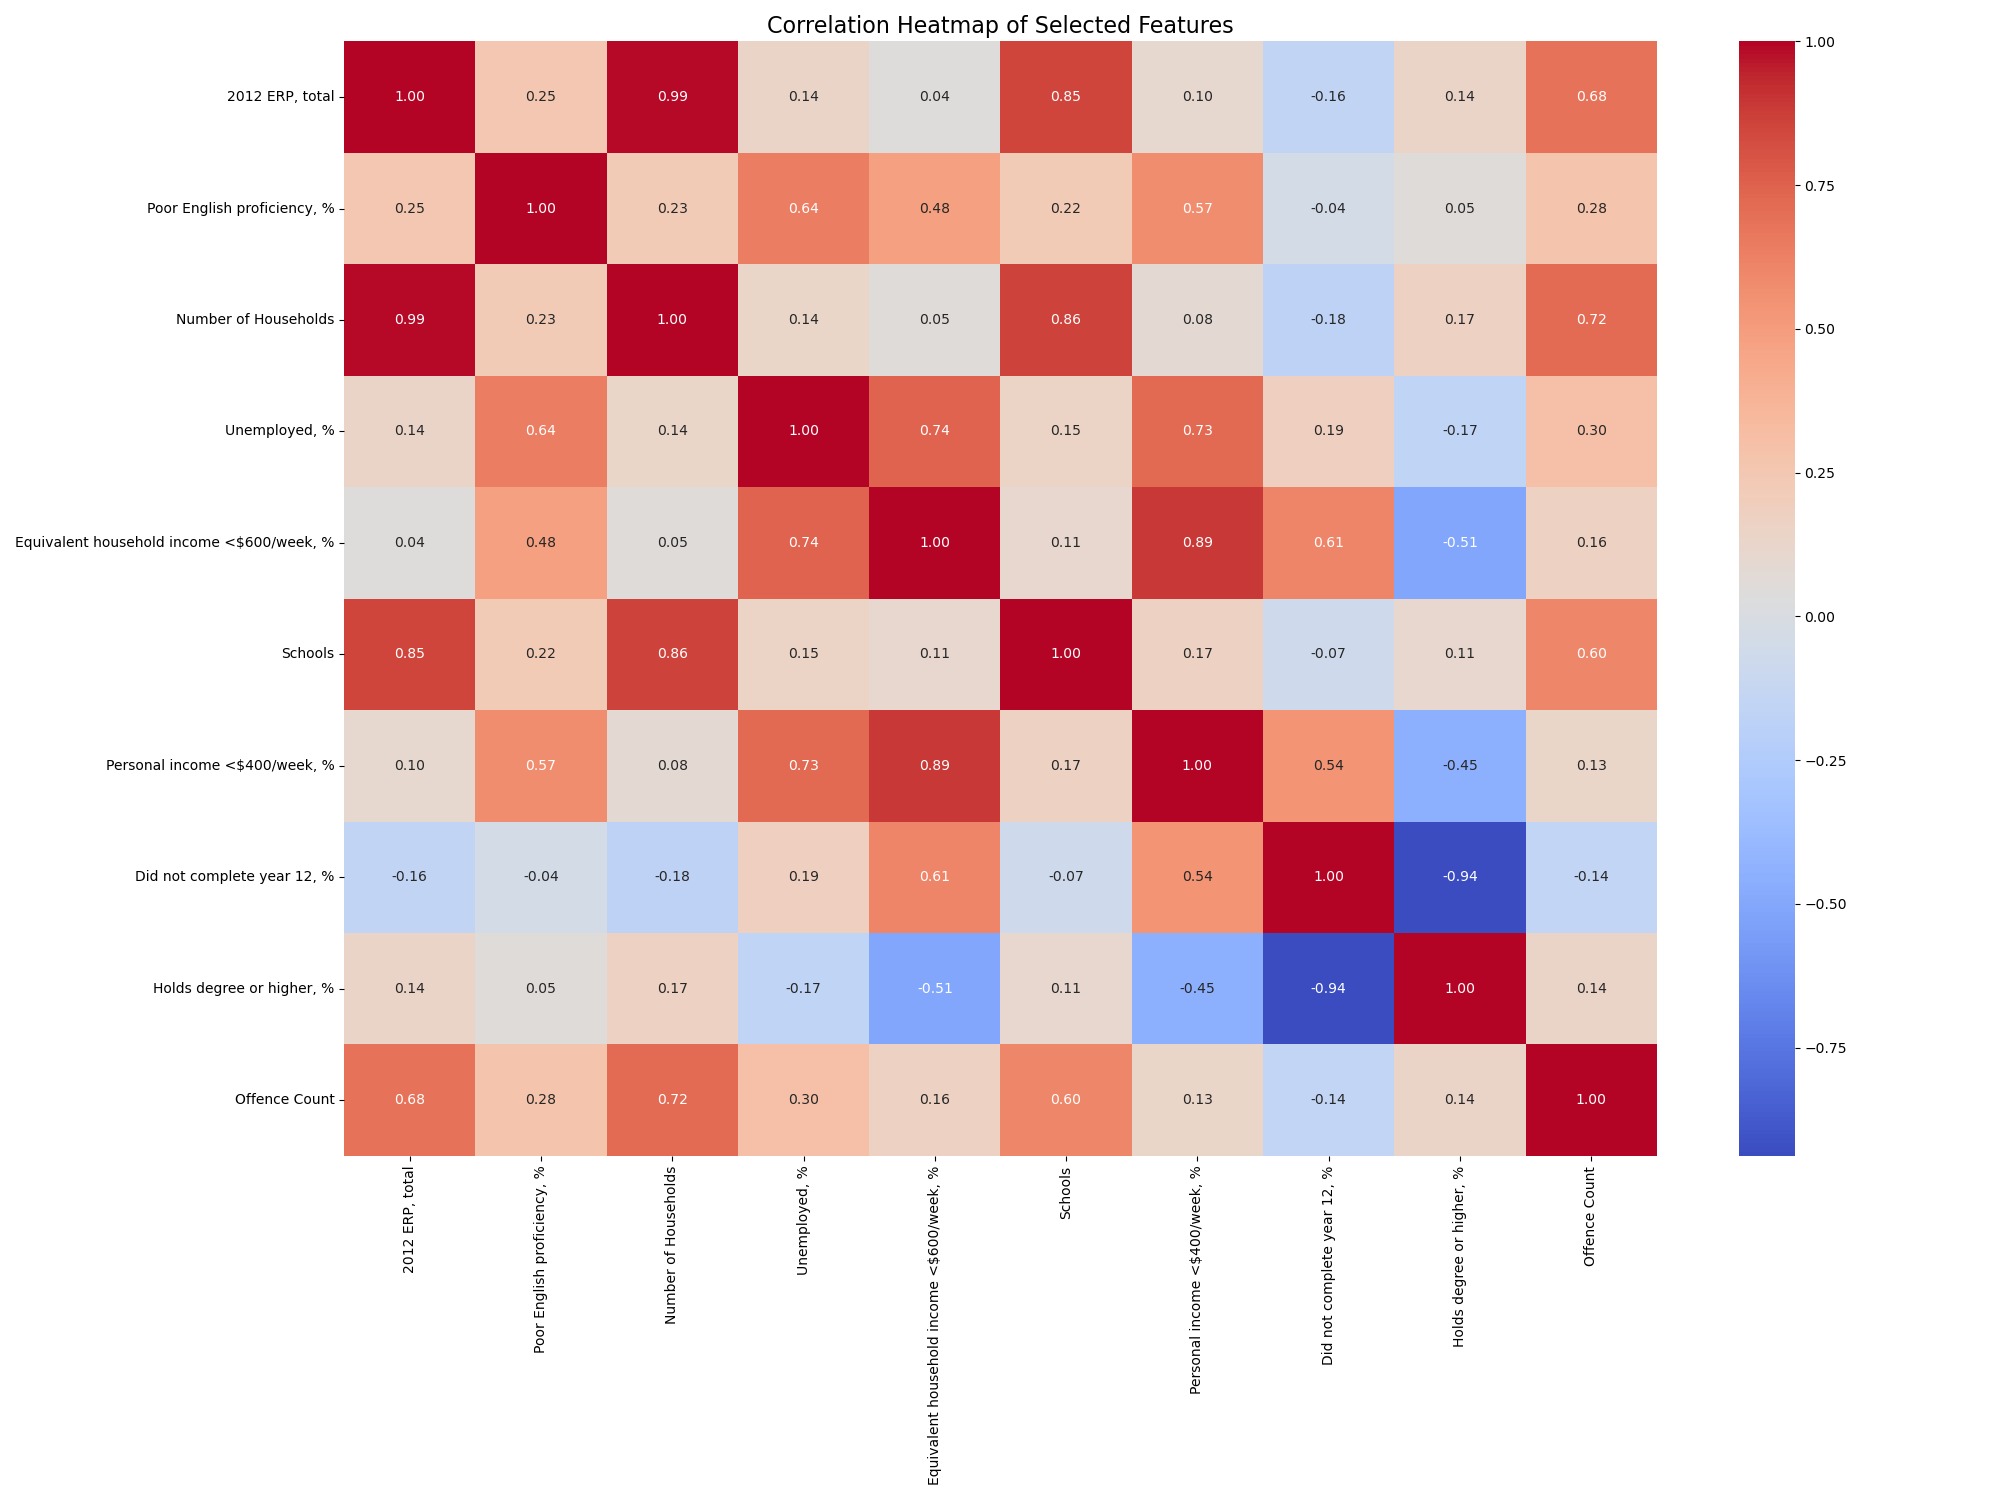 Correlation Heatmap of Selected Features
2012 ERP, total 1.00 0.25 0.99 0.14 0.04 0.85 0.10 -0.16 0.14 0.68
Poor English proficiency, % 0.25 1.00 0.23 0.64 0.48 0.22 0.57 -0.04 0.05 0.28
Number of Households 0.99 0.23 1.00 0.14 0.05 0.86 0.08 -0.18 0.17 0.72
Unemployed, % 0.14 0.64 0.14 1.00 0.74 0.15 0.73 0.19 -0.17 0.30
Equivalent household income <$600/week, % 0.04 0.48 0.05 0.74 1.00 0.11 0.89 0.61 -0.51 0.16
Schools 0.85 0.22 0.86 0.15 0.11 1.00 0.17 -0.07 0.11 0.60
Personal income <$400/week, % 0.10 0.57 0.08 0.73 0.89 0.17 1.00 0.54 -0.45 0.13
Did not complete year 12, % -0.16 -0.04 -0.18 0.19 0.61 -0.07 0.54 1.00 -0.94 -0.14
Holds degree or higher, % 0.14 0.05 0.17 -0.17 -0.51 0.11 -0.45 -0.94 1.00 0.14
Offence Count 0.68 0.28 0.72 0.30 0.16 0.60 0.13 -0.14 0.14 1.00
2012 ERP, total
Poor English proficiency, %
Number of Households
Unemployed, %
Equivalent household income <$600/week, %
Schools
Personal income <$400/week, %
Did not complete year 12, %
Holds degree or higher, %
Offence Count
1.00
0.75
0.50
0.25
0.00
−0.25
−0.50
−0.75